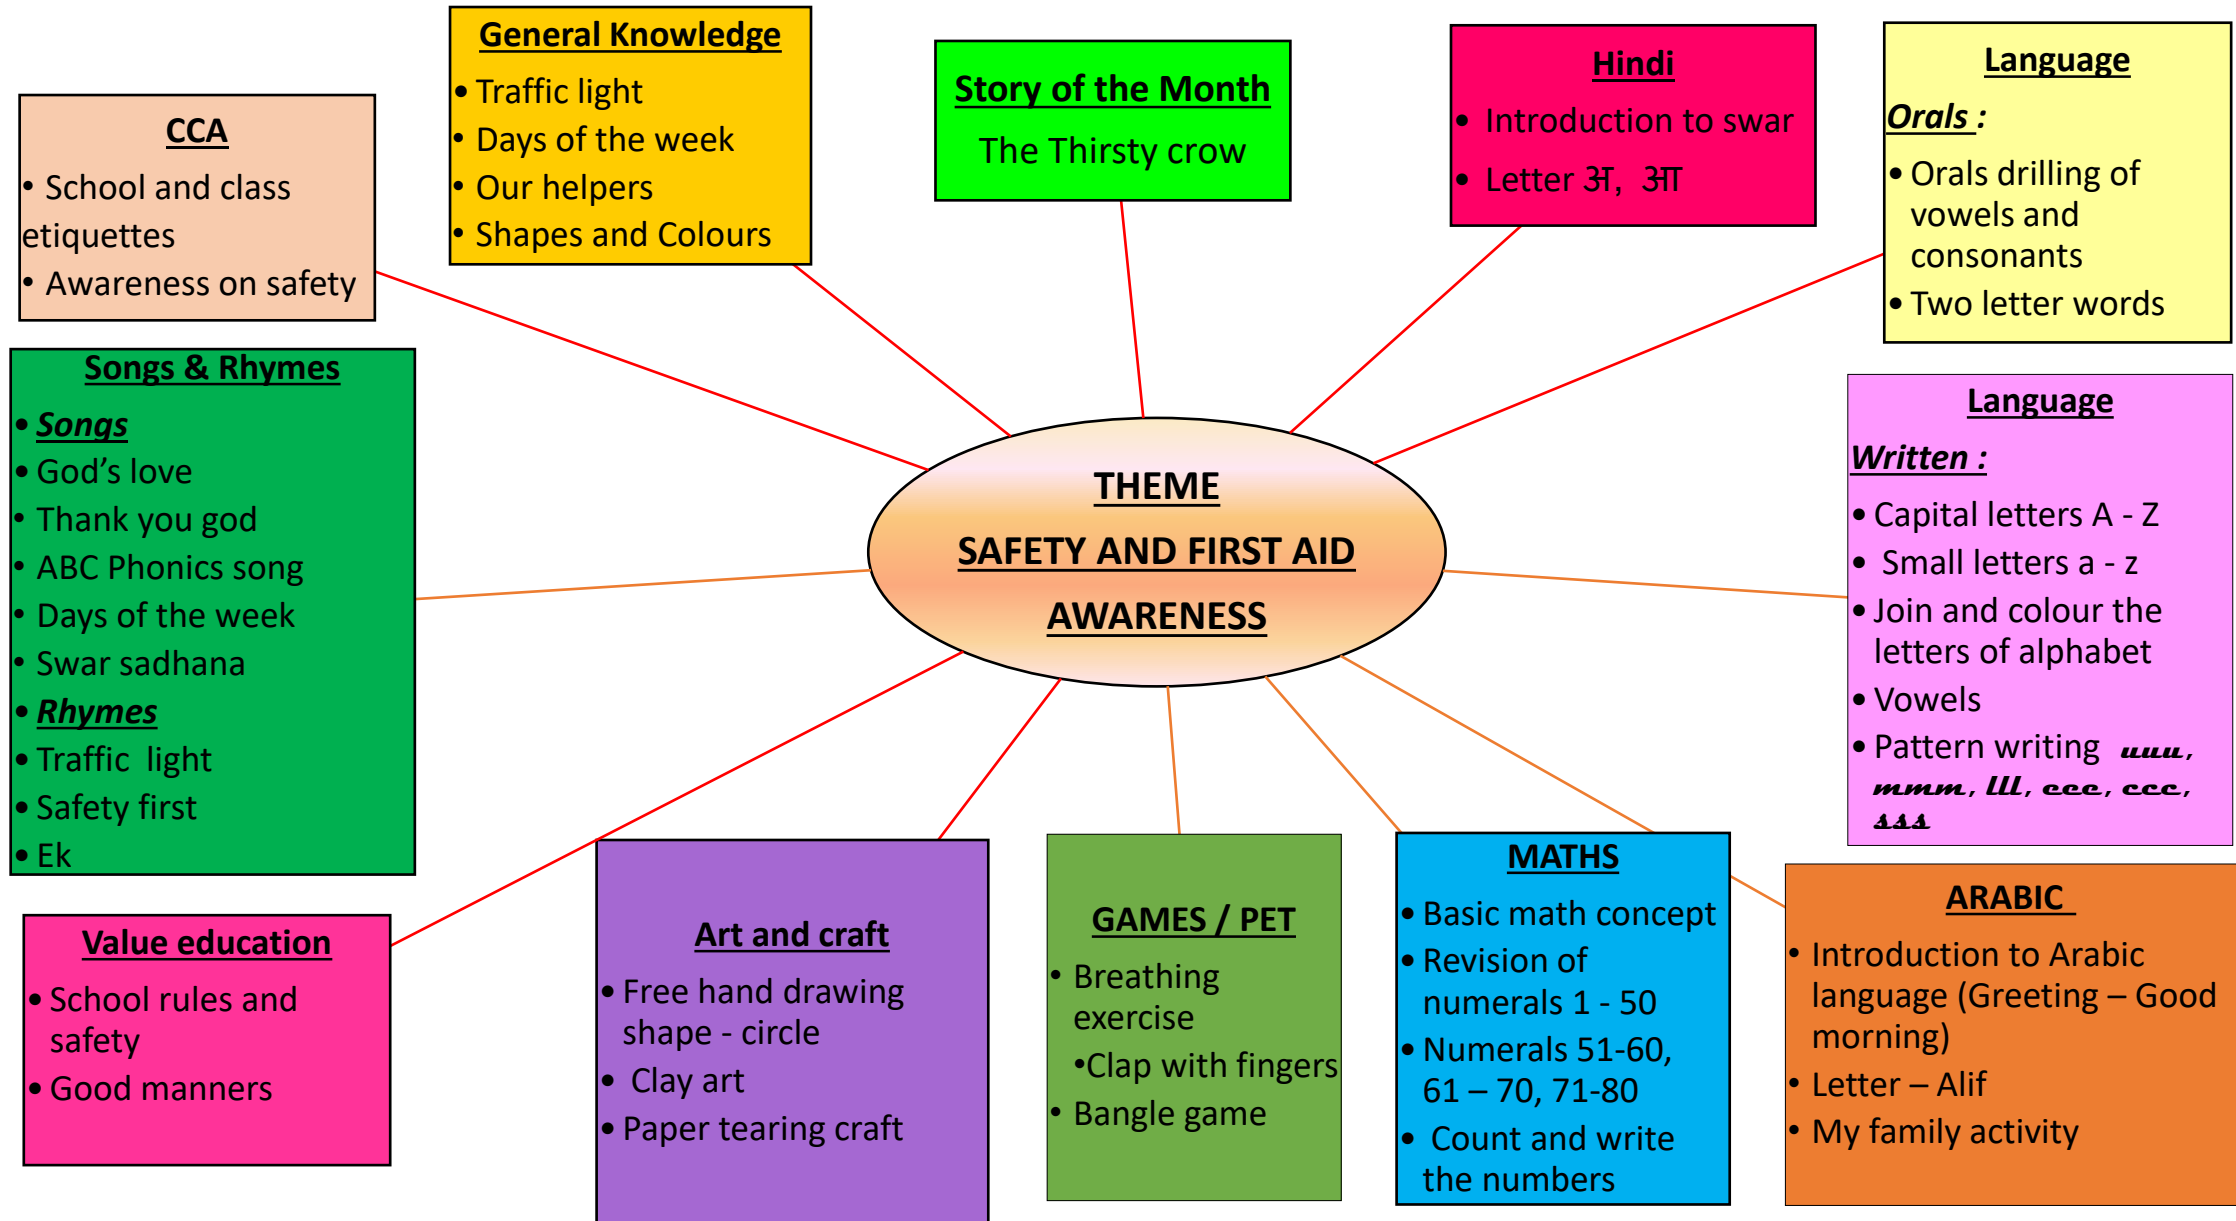 General Knowledge
• Traffic light
• Days of the week
• Our helpers
• Shapes and Colours
Story of the Month
The Thirsty crow
Hindi
• Introduction to swar
• Letter अ, आ
Language
Orals :
• Orals drilling of
vowels and
consonants
• Two letter words
CCA
• School and class
etiquettes
• Awareness on safety
Songs & Rhymes
• Songs
• God's love
• Thank you god
• ABC Phonics song
• Days of the week
• Swar sadhana
• Rhymes
• Traffic light
• Safety first
• Ek
THEME
SAFETY AND FIRST AID
AWARENESS
Language
Written :
• Capital letters A - Z
• Small letters a - z
• Join and colour the
letters of alphabet
• Vowels
• Pattern writing uuu,
mmm, lll, eee, ccc,
sss
Value education
• School rules and
safety
• Good manners
Art and craft
• Free hand drawing
shape - circle
• Clay art
• Paper tearing craft
GAMES / PET
• Breathing
exercise
•Clap with fingers
• Bangle game
MATHS
• Basic math concept
• Revision of
numerals 1 - 50
• Numerals 51-60,
61 – 70, 71-80
• Count and write
the numbers
ARABIC
• Introduction to Arabic
language (Greeting – Good
morning)
• Letter – Alif
• My family activity